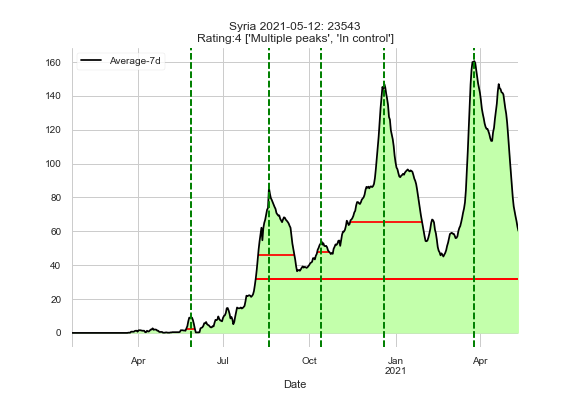 Syria 2021-05-12: 23543
Rating:4 ['Multiple peaks', 'In control']
Average-7d
160
140
120
100
80
60
40
20
0
Apr
Jul
Oct
Jan
2021
Apr
Date